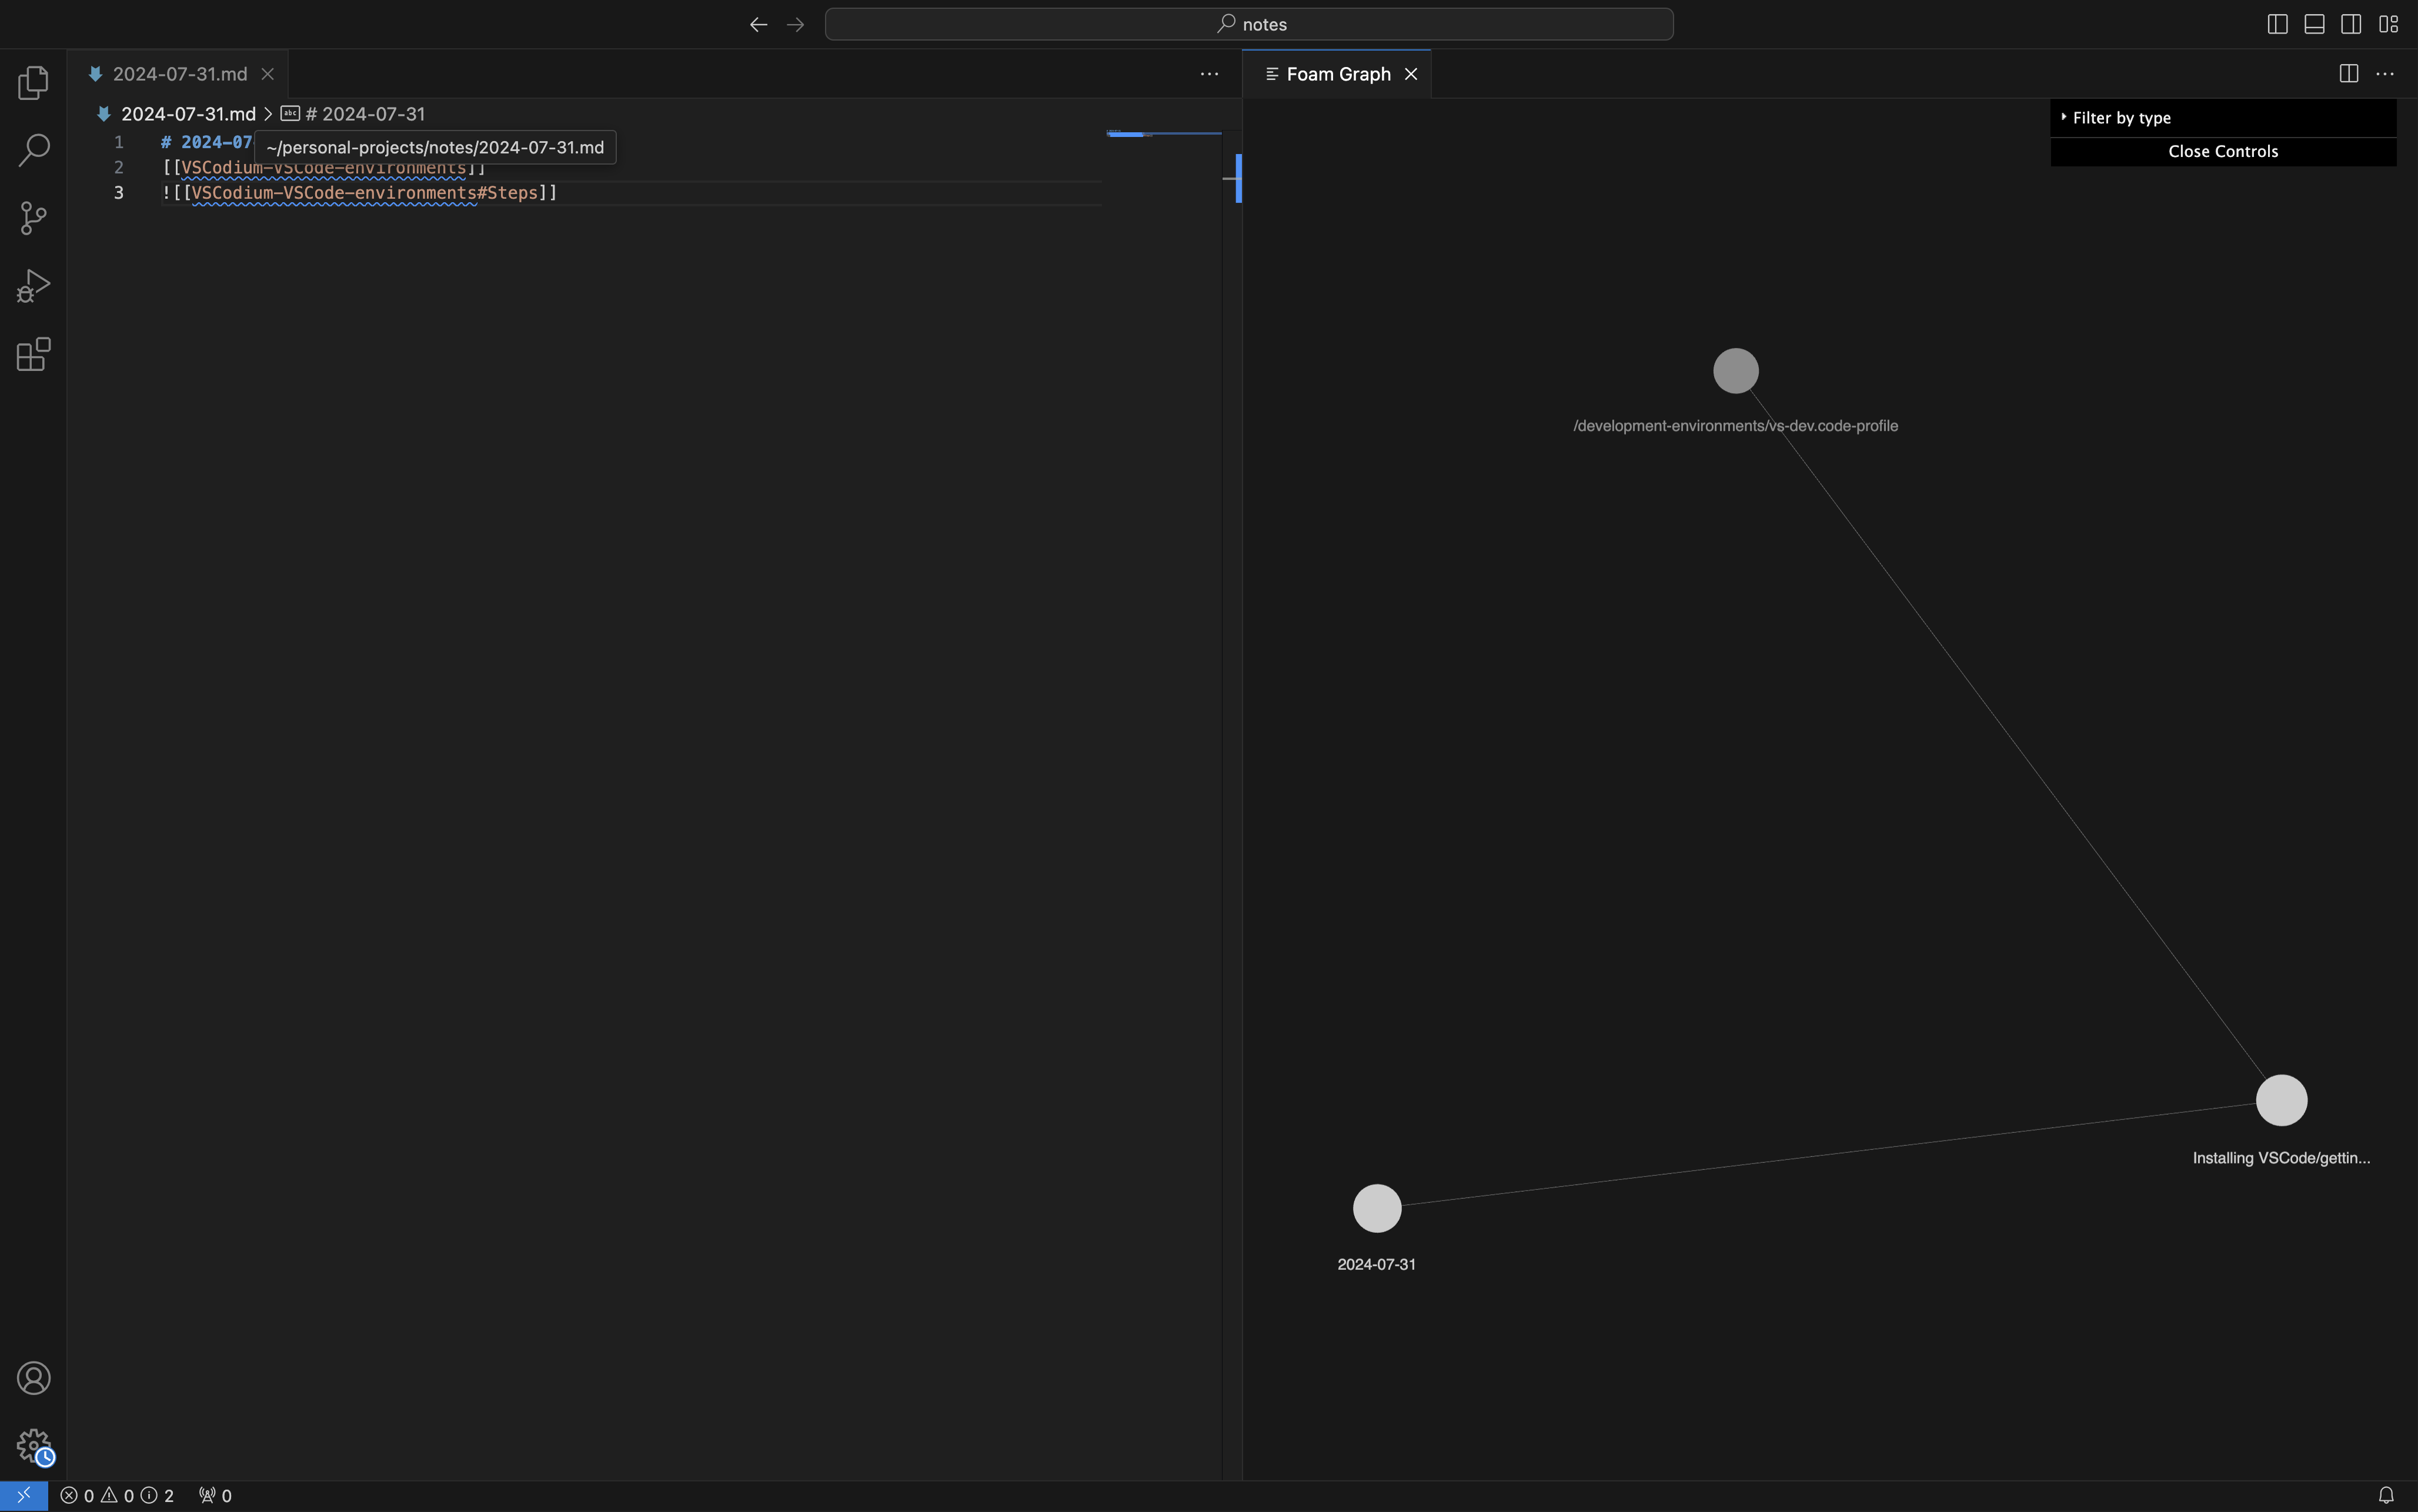 notes
2024-07-31.md
2024-07-31.md # 2024-07-31
1 # 2024-07
~/personal-projects/notes/2024-07-31.md
2 [[VSCodium-VSCode-environments]]
3 ![[VSCodium-VSCode-environments#Steps]]
Foam Graph
Filter by type
Close Controls
/development-environments/vs-dev.code-profile
Installing VSCode/gettin...
2024-07-31
0 0 2 0